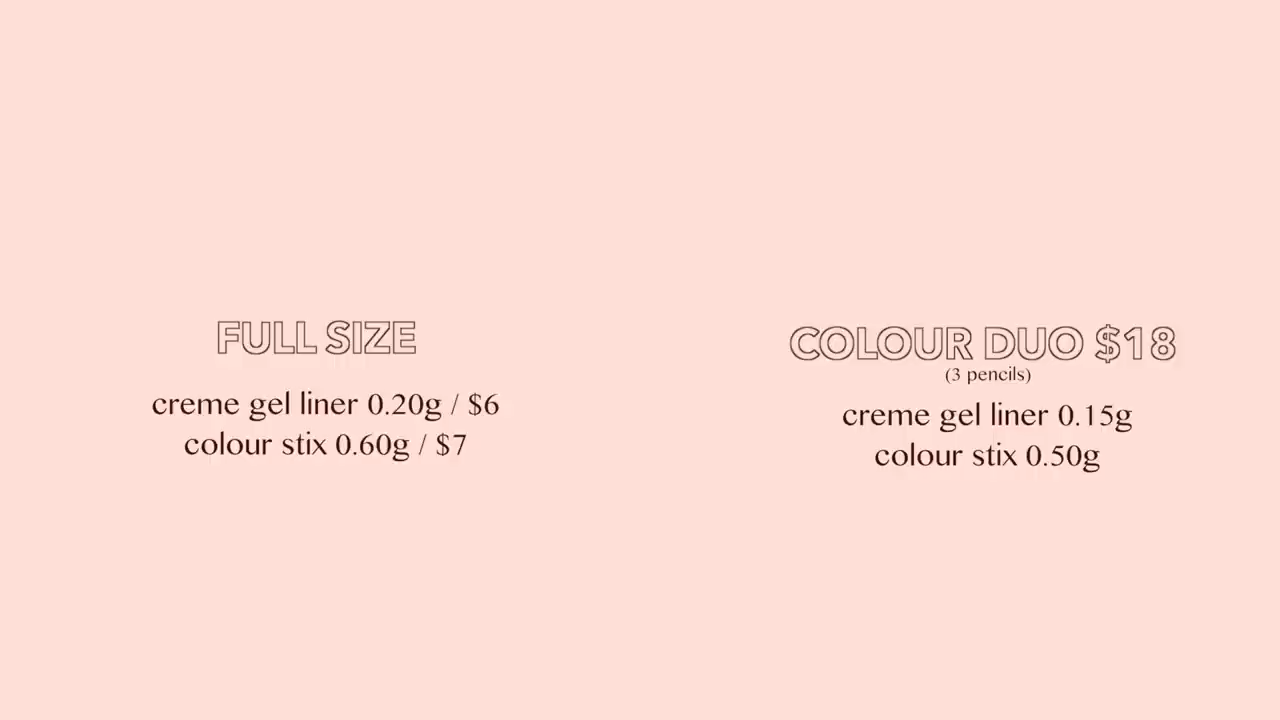 FULL SIZE
creme gel liner 0.20g / $6
colour stix 0.60g / $7
COLOUR DUO $18
(3 pencils)
creme gel liner 0.15g
colour stix 0.50g